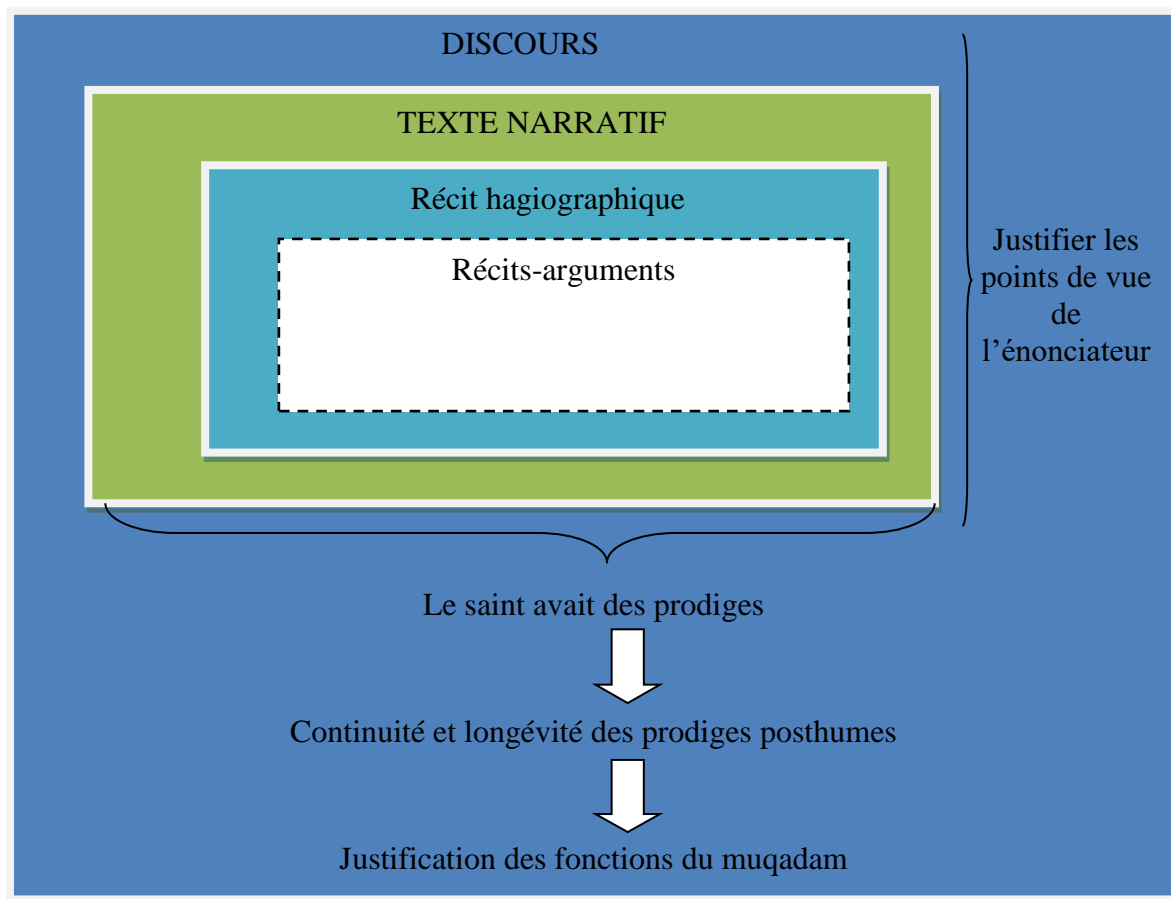 DISCOURS
TEXTE NARRATIF
Récit hagiographique
Récits-arguments
Justifier les
points de vue
de
l’énonciateur
Le saint avait des prodiges
Continuité et longévité des prodiges posthumes
Justification des fonctions du muqadam